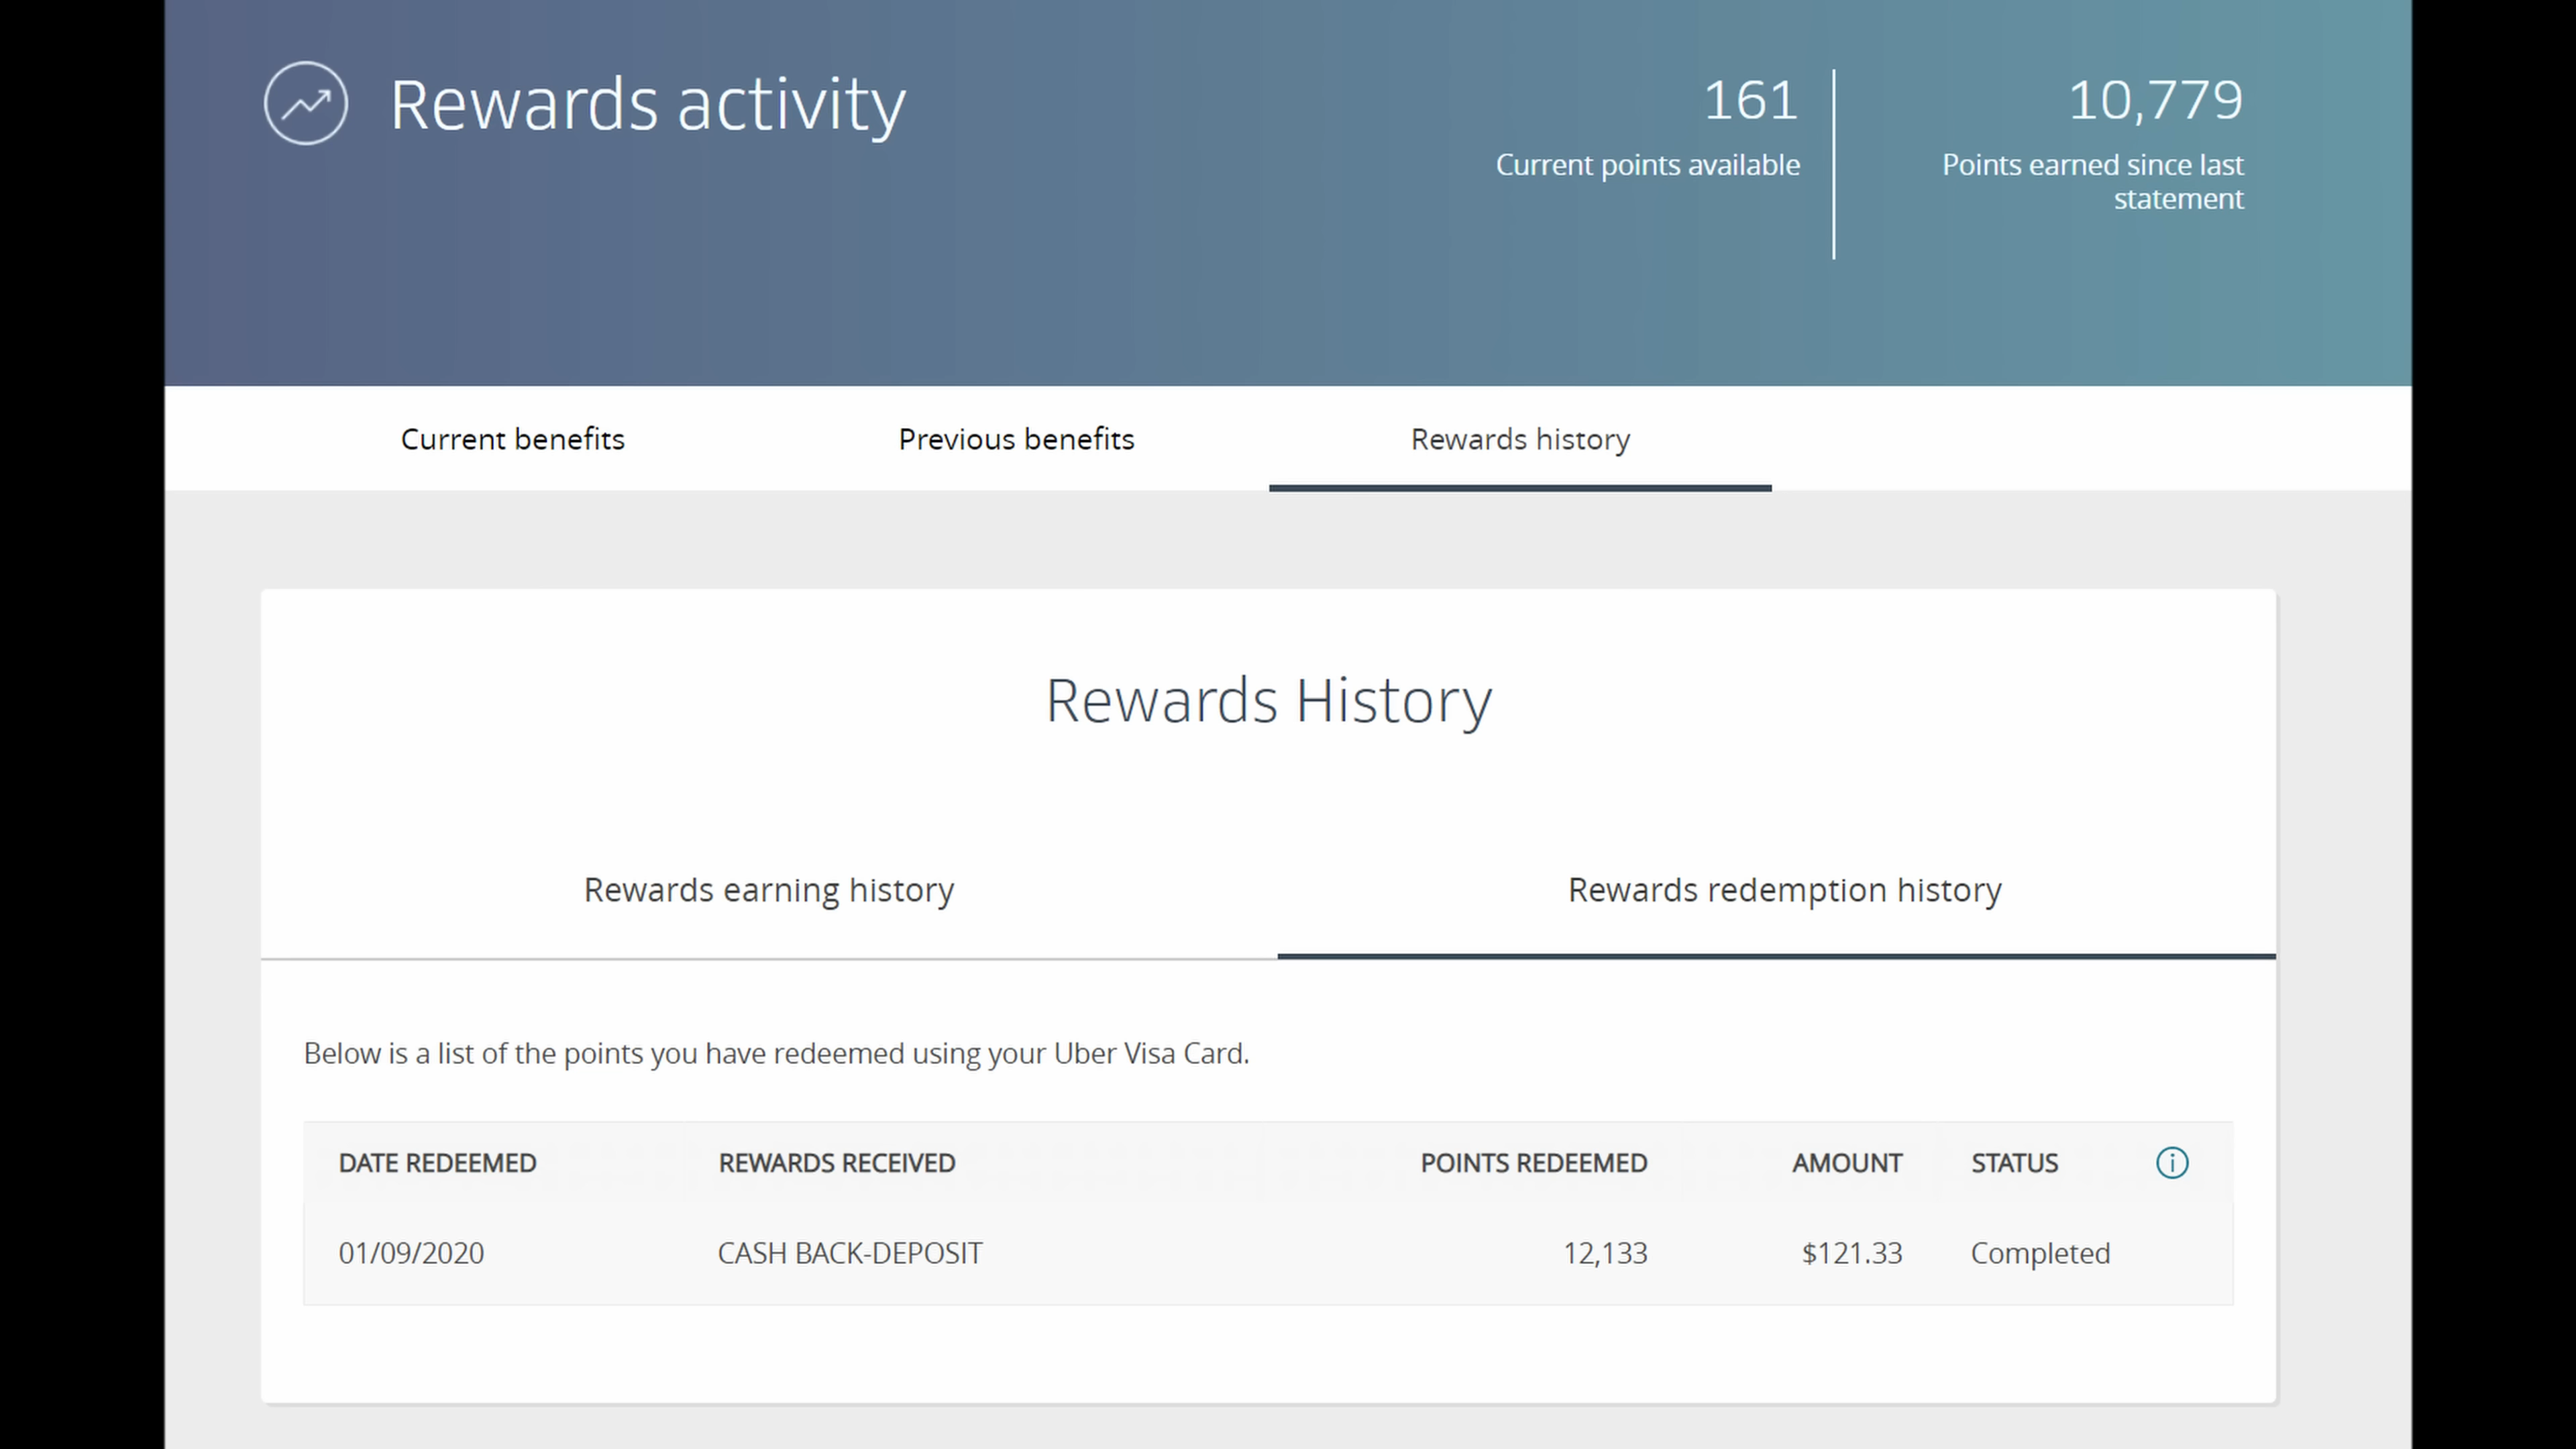 Rewards activity
161
Current points available
10,779
Points earned since last
statement
Current benefits
Previous benefits
Rewards history
Rewards History
Rewards earning history
Rewards redemption history
Below is a list of the points you have redeemed using your Uber Visa Card.
DATE REDEEMED REWARDS RECEIVED POINTS REDEEMED AMOUNT STATUS
01/09/2020 CASH BACK-DEPOSIT 12,133 $121.33 Completed